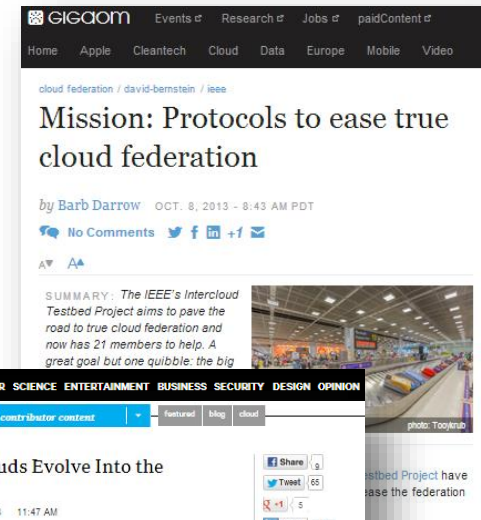 GIGAOM Events Research Jobs paidContent
Home Apple Cleantech Cloud Data Europe Mobile Video
cloud federation / david-bernstein / ieee
Mission: Protocols to ease true
cloud federation
by Barb Darrow OCT. 8, 2013 - 8:43 AM PDT
No Comments +1
A A
SUMMARY: The IEEE's Intercloud
Testbed Project aims to pave the
road to true cloud federation and
now has 21 members to help. A
great goal but one quibble: the big
photo: Tooykrub
R SCIENCE ENTERTAINMENT BUSINESS SECURITY DESIGN OPINION
contributor content featured blog cloud
uds Evolve Into the
11:47 AM
Share 9
Tweet 65
+1 5
stbed Project have
ease the federation